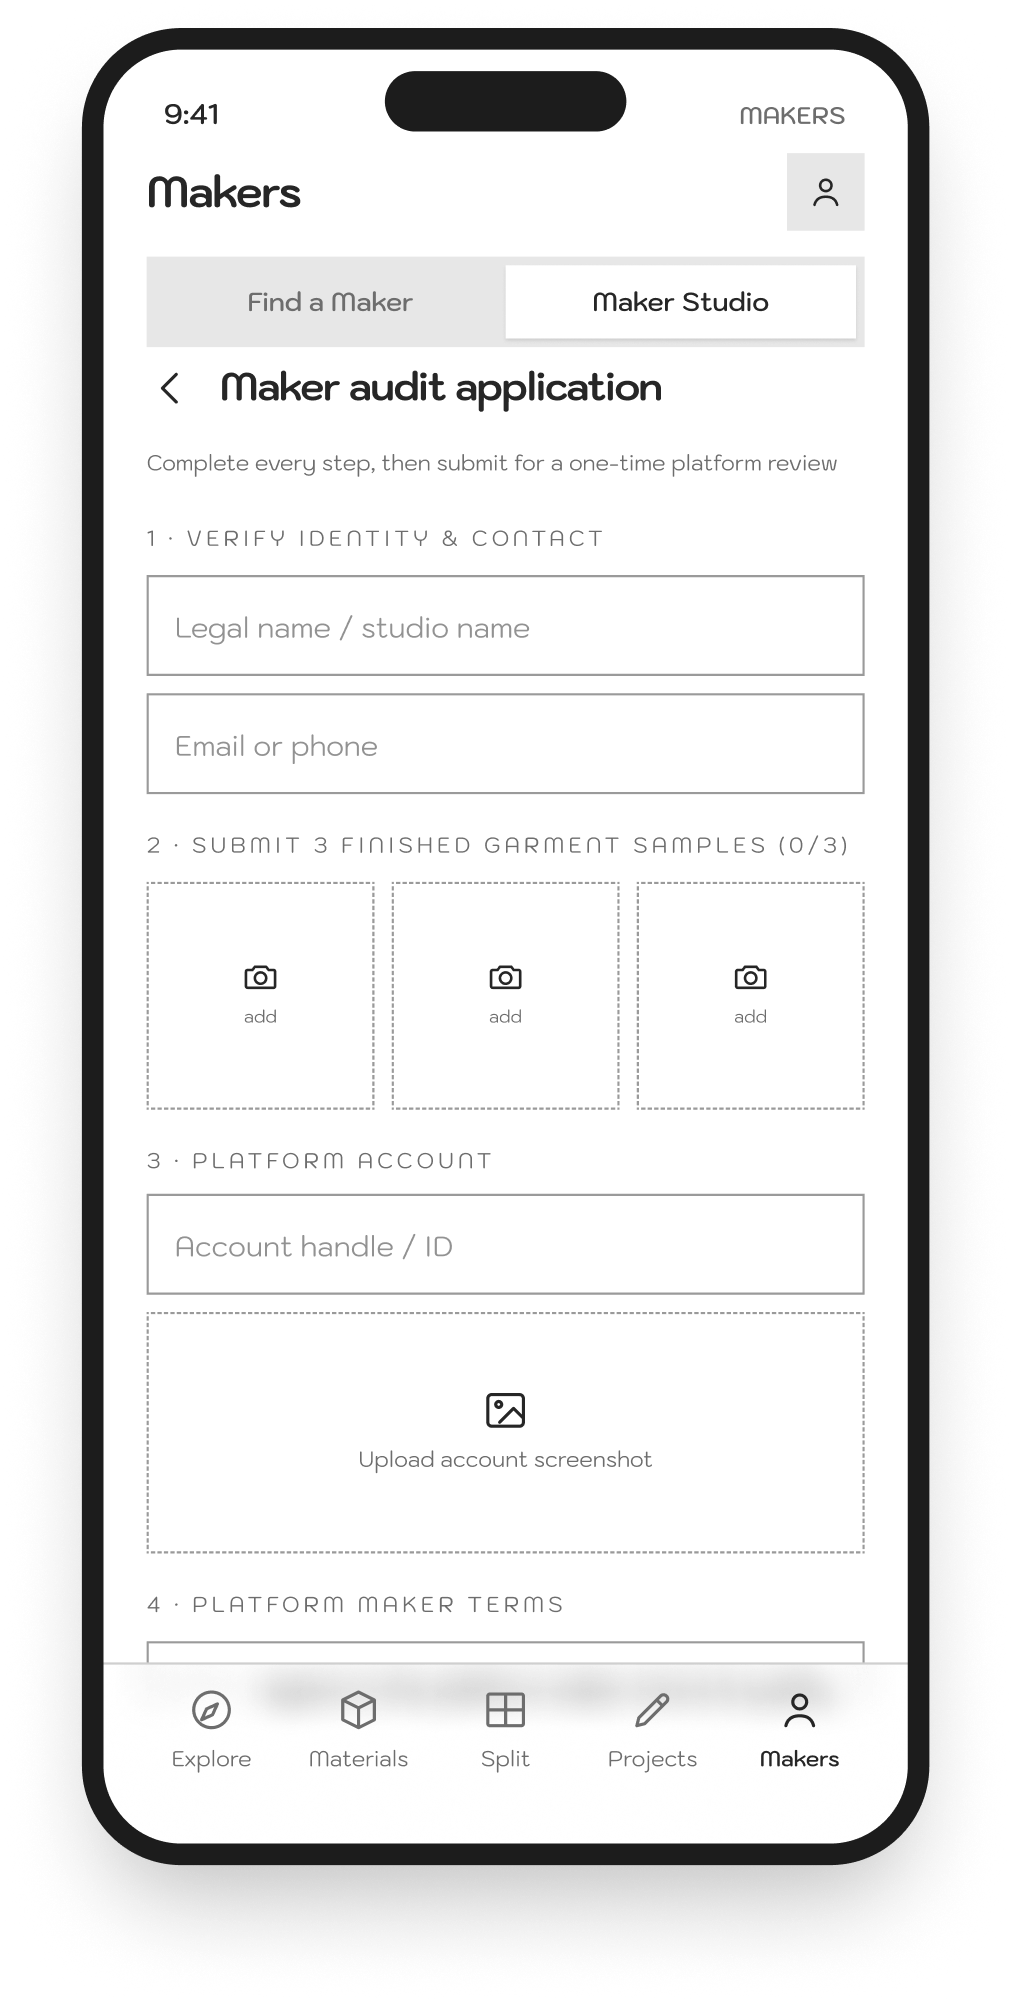 9:41
MAKERS
Makers
Find a Maker
Maker Studio
Maker audit application
Complete every step, then submit for a one-time platform review
1 · VERIFY IDENTITY & CONTACT
Legal name / studio name
Email or phone
2 · SUBMIT 3 FINISHED GARMENT SAMPLES (0/3)
add
add
add
3 · PLATFORM ACCOUNT
Account handle / ID
Upload account screenshot
4 · PLATFORM MAKER TERMS
Explore
Materials
Split
Projects
Makers